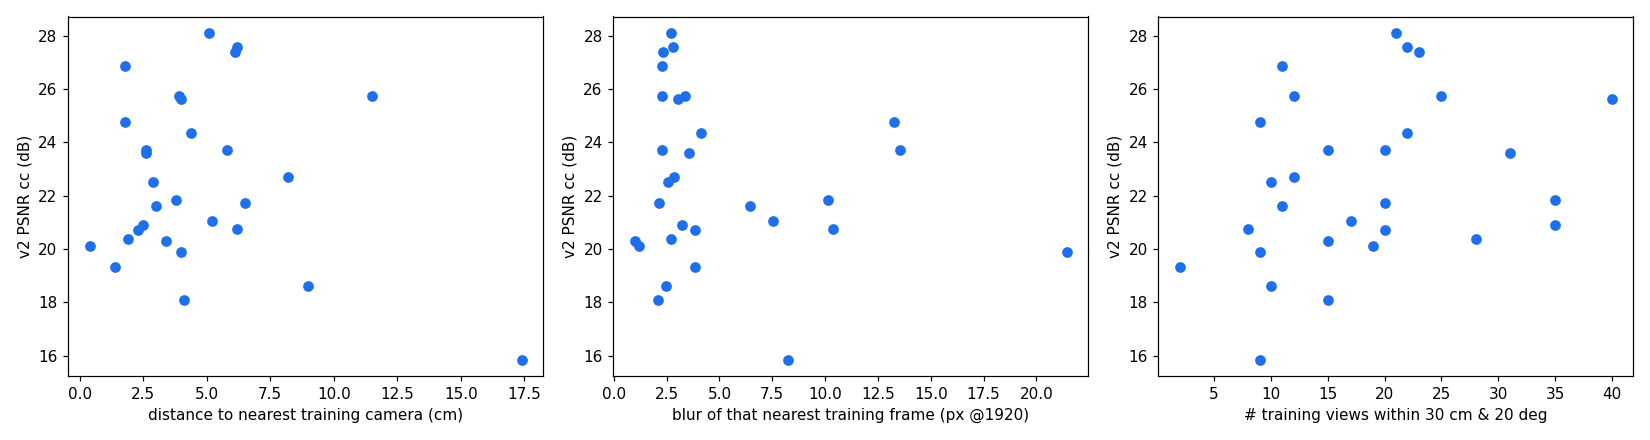 v2 PSNR cc (dB)
28
26
24
22
20
18
16
0.0 2.5 5.0 7.5 10.0 12.5 15.0 17.5
distance to nearest training camera (cm)
v2 PSNR cc (dB)
28
26
24
22
20
18
16
0.0 2.5 5.0 7.5 10.0 12.5 15.0 17.5 20.0
blur of that nearest training frame (px @1920)
v2 PSNR cc (dB)
28
26
24
22
20
18
16
5 10 15 20 25 30 35 40
# training views within 30 cm & 20 deg